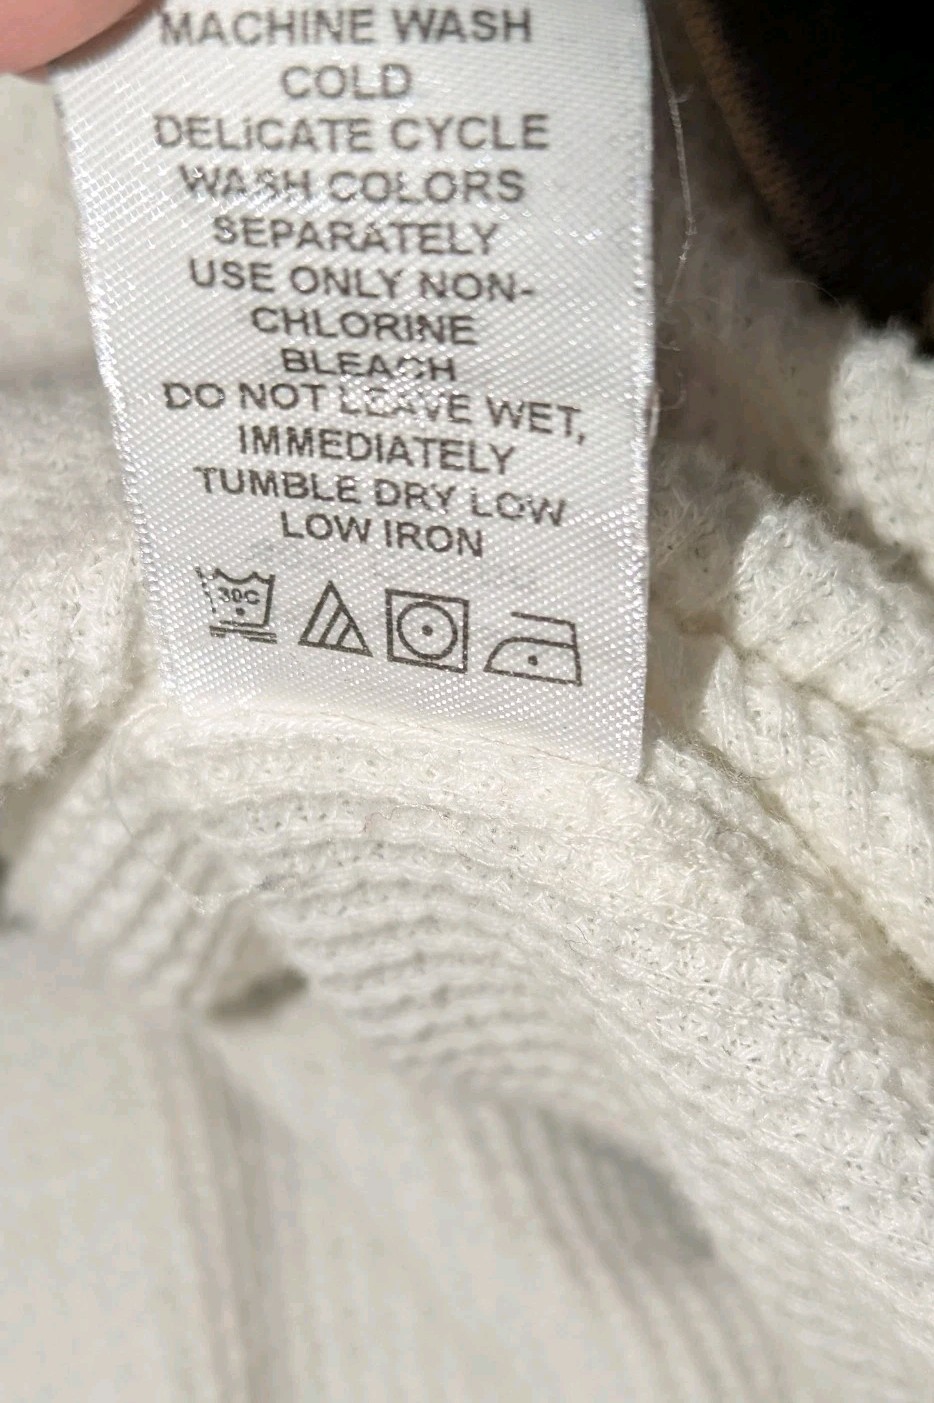 MACHINE WASH
COLD
DELiCATE CYCLE
WASH COLORS
SEPARATELY
USE ONLY NON-
CHLORINE
BLEACH
DO NOT LEAVE WET,
IMMEDIATELY
TUMBLE DRY LOW
LOW IRON
30C